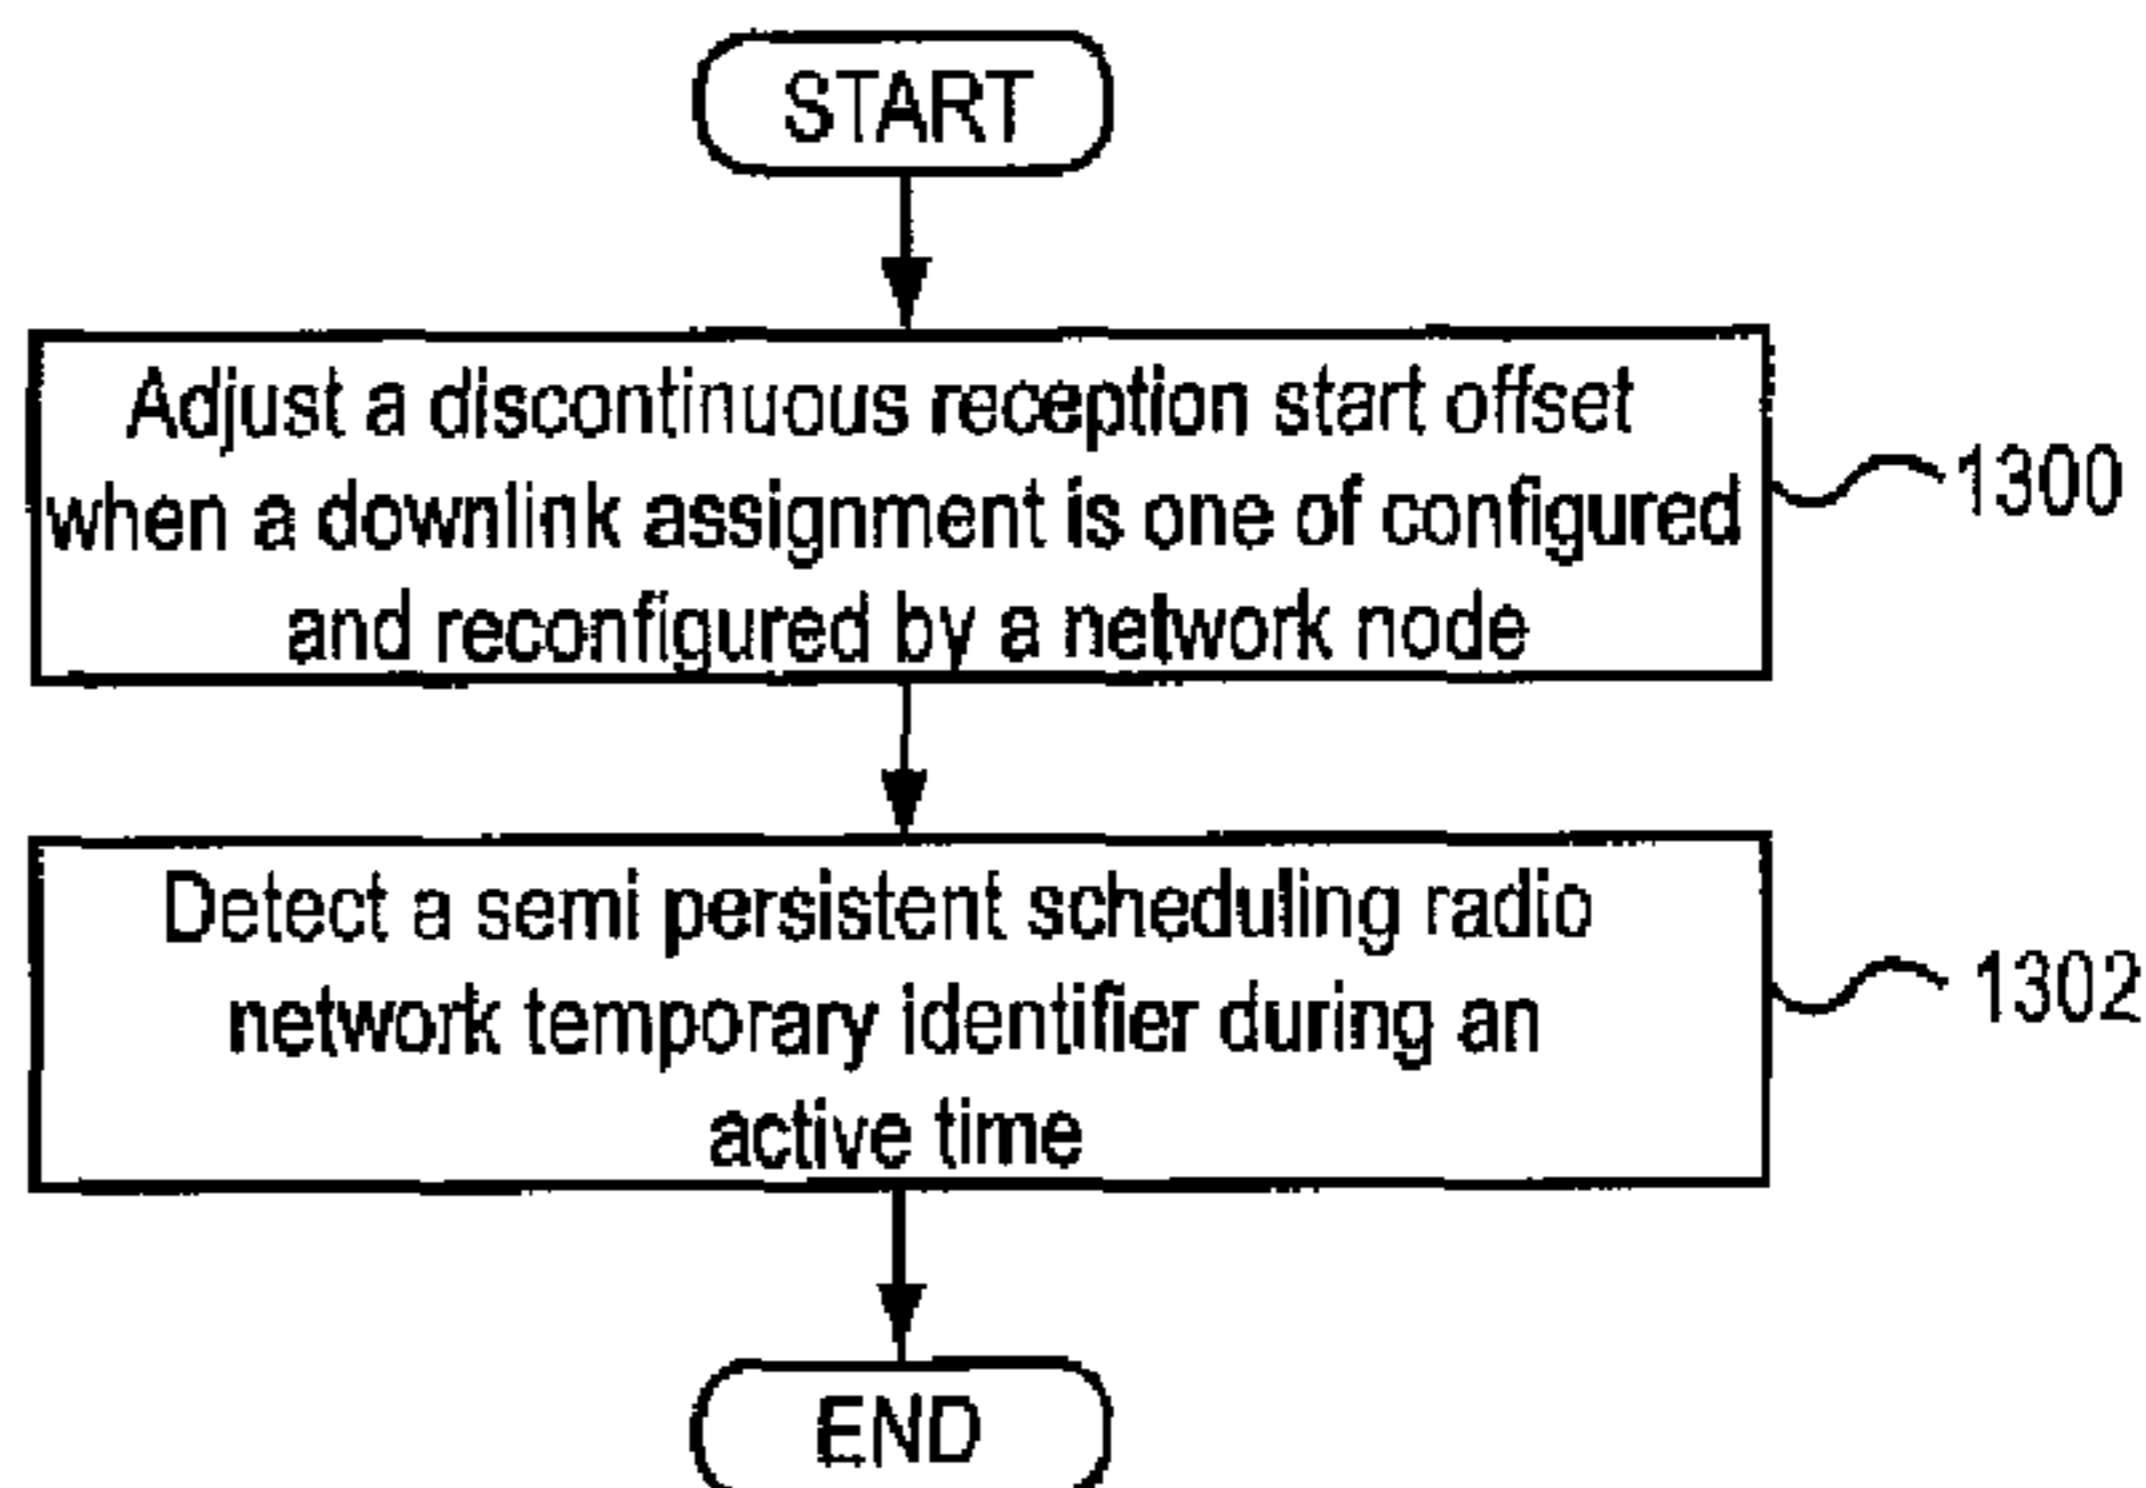 START
Adjust a discontinuous reception start offset
when a downlink assignment is one of configured
and reconfigured by a network node
1300
Detect a semi persistent scheduling radio
network temporary identifier during an
active time
1302
END